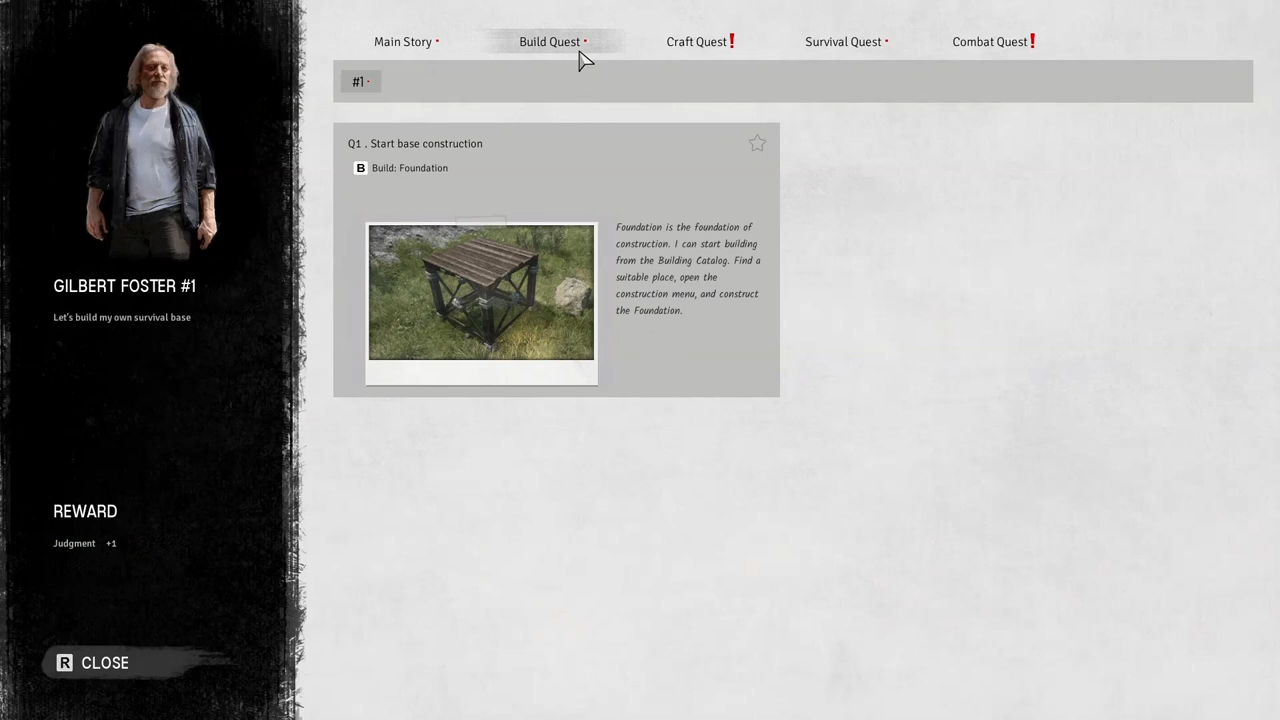 Main Story
Build Quest
Craft Quest!
Survival Quest
Combat Quest!
#1
Q1 . Start base construction
B Build: Foundation
Foundation is the foundation of
construction. I can start building
from the Building Catalog. Find a
suitable place, open the
construction menu, and construct
the Foundation.
GILBERT FOSTER #1
Let's build my own survival base
REWARD
Judgment +1
R CLOSE